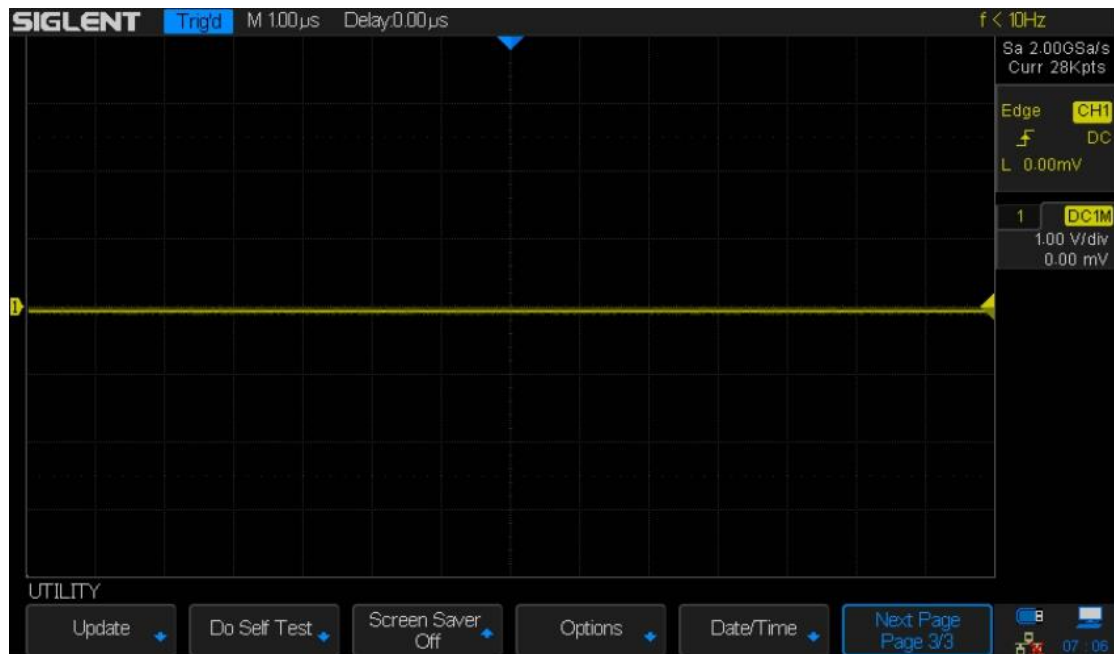 SIGLENT Trig'd M 1.00µs Delay:0.00µs f < 10Hz
Sa 2.00GSa/s
Curr 28Kpts
Edge CH1
DC
L 0.00mV
1 DC1M
1.00 V/div
0.00 mV
1
UTILITY
Update
Do Self Test
Screen Saver
Off
Options
Date/Time
Next Page
Page 3/3
07 : 06